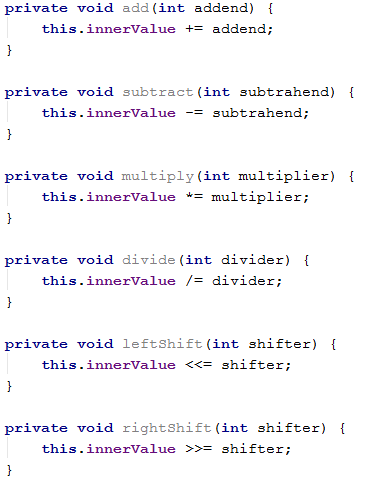 private void add(int addend) {
    this.innerValue += addend;
}

private void subtract(int subtrahend) {
    this.innerValue -= subtrahend;
}

private void multiply(int multiplier) {
    this.innerValue *= multiplier;
}

private void divide(int divider) {
    this.innerValue /= divider;
}

private void leftShift(int shifter) {
    this.innerValue <<= shifter;
}

private void rightShift(int shifter) {
    this.innerValue >>= shifter;
}